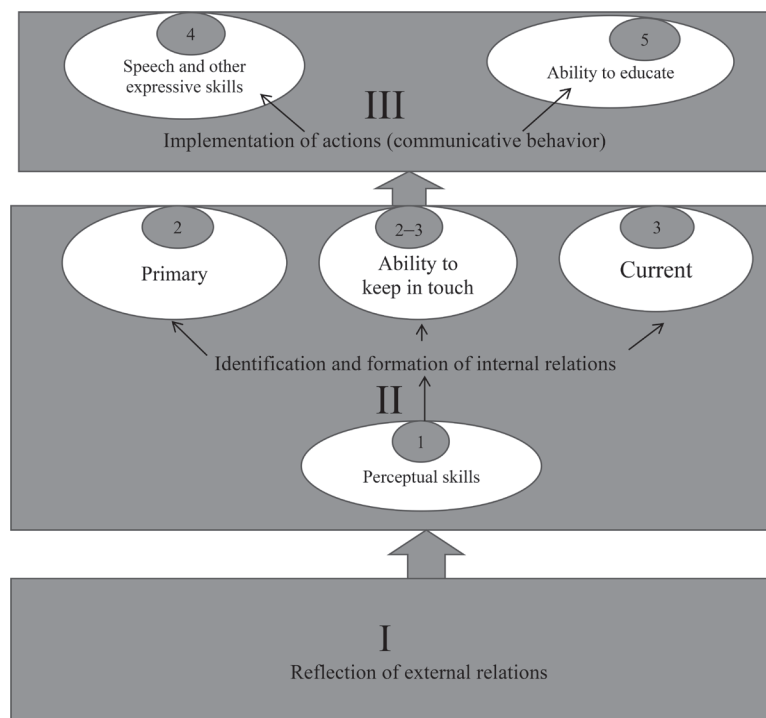 4
Speech and other
expressive skills
5
Ability to educate
III
Implementation of actions (communicative behavior)
2
Primary
2–3
Ability to
keep in touch
3
Current
Identification and formation of internal relations
II
1
Perceptual skills
I
Reflection of external relations